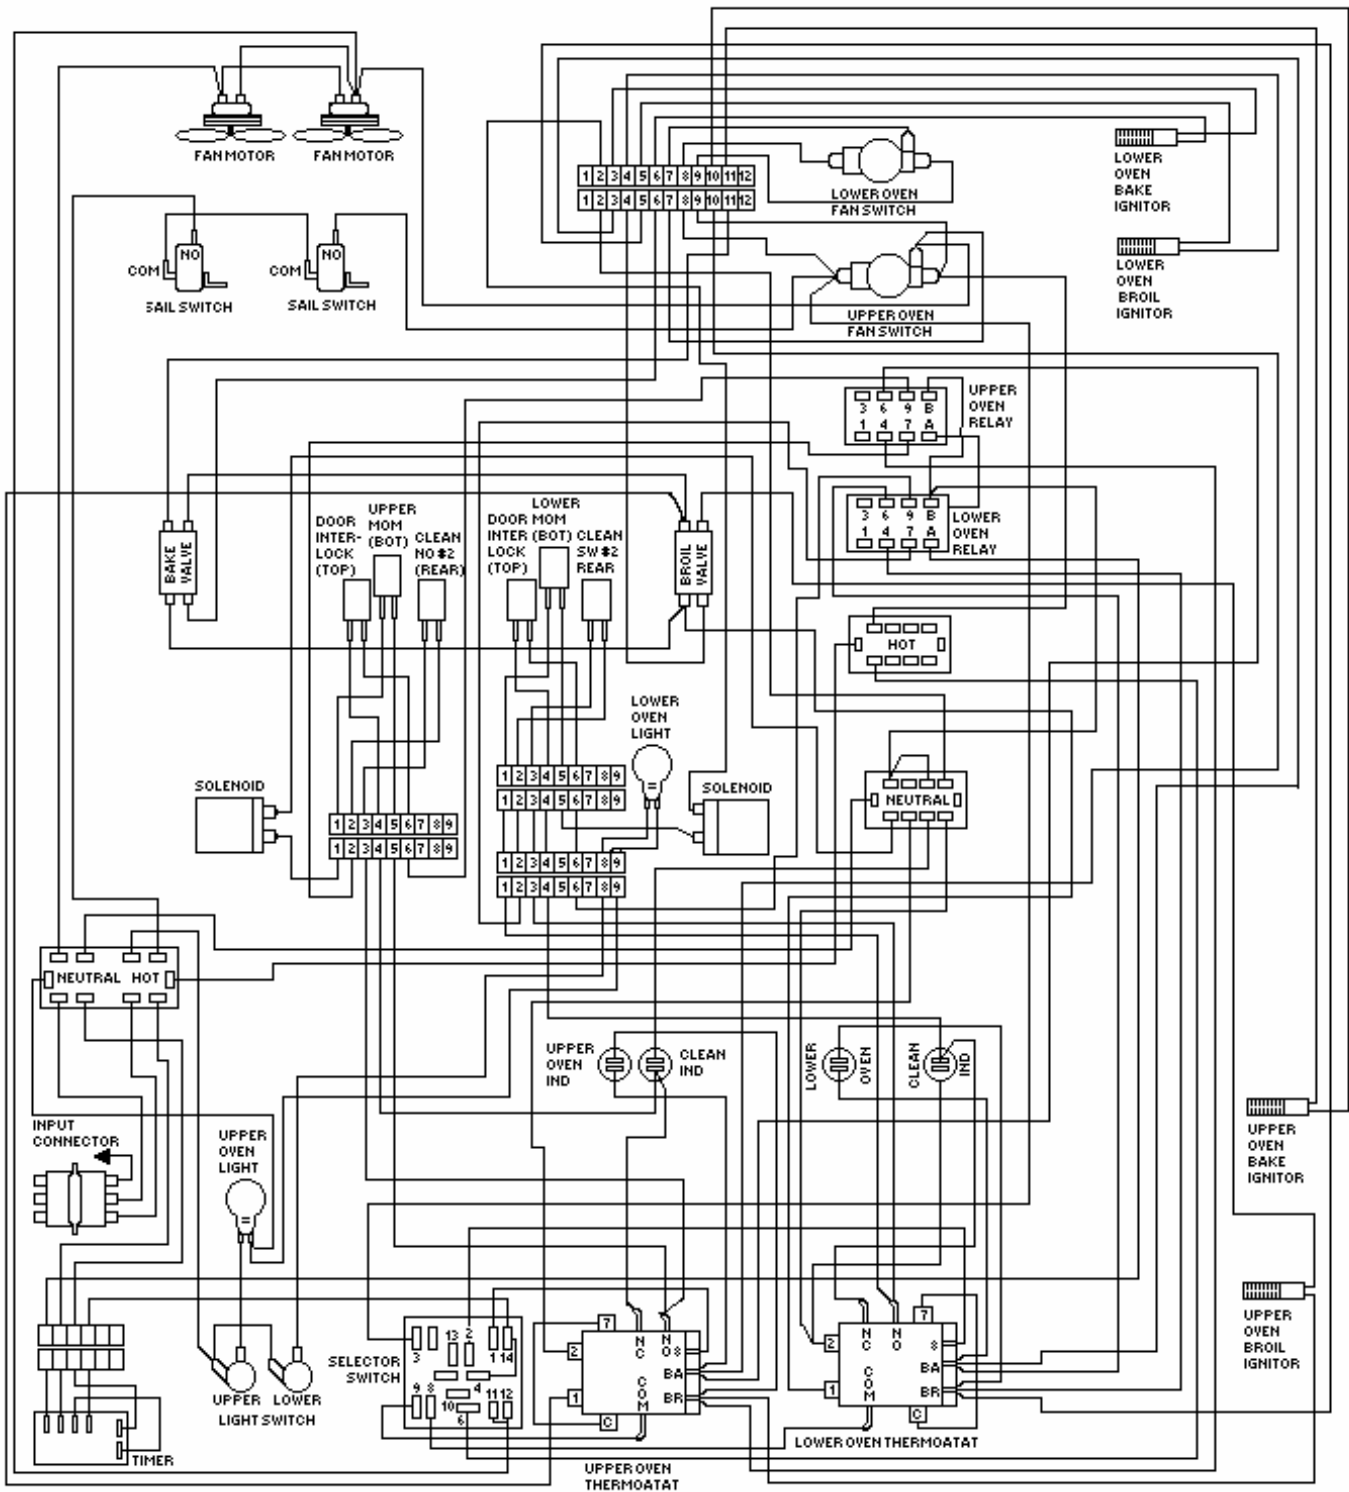 FAN MOTOR
FAN MOTOR
1 2 3 4 5 6 7 8 9 10 11 12
1 2 3 4 5 6 7 8 9 10 11 12
LOWER OVEN
FAN SWITCH
LOWER
OVEN
BAKE
IGNITOR
NO
COM
SAIL SWITCH
NO
COM
SAIL SWITCH
UPPER OVEN
FAN SWITCH
LOWER
OVEN
BROIL
IGNITOR
3 6 9 B
1 4 7 A
UPPER
OVEN
RELAY
3 6 9 B
1 4 7 A
LOWER
OVEN
RELAY
BAKE
VALVE
DOOR
INTER-
LOCK
(TOP)
UPPER
MOM
(BOT)
CLEAN
NO #2
(REAR)
DOOR
INTER
LOCK
(TOP)
LOWER
MOM
(BOT)
CLEAN
SW #2
REAR
BROIL
VALVE
HOT
LOWER
OVEN
LIGHT
SOLENOID
1 2 3 4 5 6 7 8 9
1 2 3 4 5 6 7 8 9
1 2 3 4 5 6 7 8 9
1 2 3 4 5 6 7 8 9
1 2 3 4 5 6 7 8 9
1 2 3 4 5 6 7 8 9
SOLENOID
NEUTRAL
NEUTRAL HOT
UPPER
OVEN
IND
CLEAN
IND
LOWER
OVEN
CLEAN
IND
INPUT
CONNECTOR
UPPER
OVEN
LIGHT
UPPER
OVEN
BAKE
IGNITOR
UPPER
OVEN
BROIL
IGNITOR
TIMER
UPPER LOWER
LIGHT SWITCH
SELECTOR
SWITCH
3
13 2
1 14
4
9 8
10
6
11 12
7
2
1
C
NC
NO
COM
8
BA
BR
UPPER OVEN
THERMOATAT
7
2
1
C
NC
NO
COM
8
BA
BR
LOWER OVEN THERMOATAT